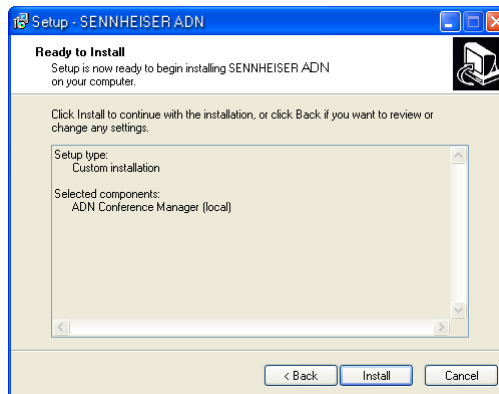 Setup - SENNHEISER ADN
Ready to Install
Setup is now ready to begin installing SENNHEISER ADN
on your computer.
Click Install to continue with the installation, or click Back if you want to review or
change any settings.
Setup type:
Custom installation
Selected components:
ADN Conference Manager (local)
< Back
Install
Cancel